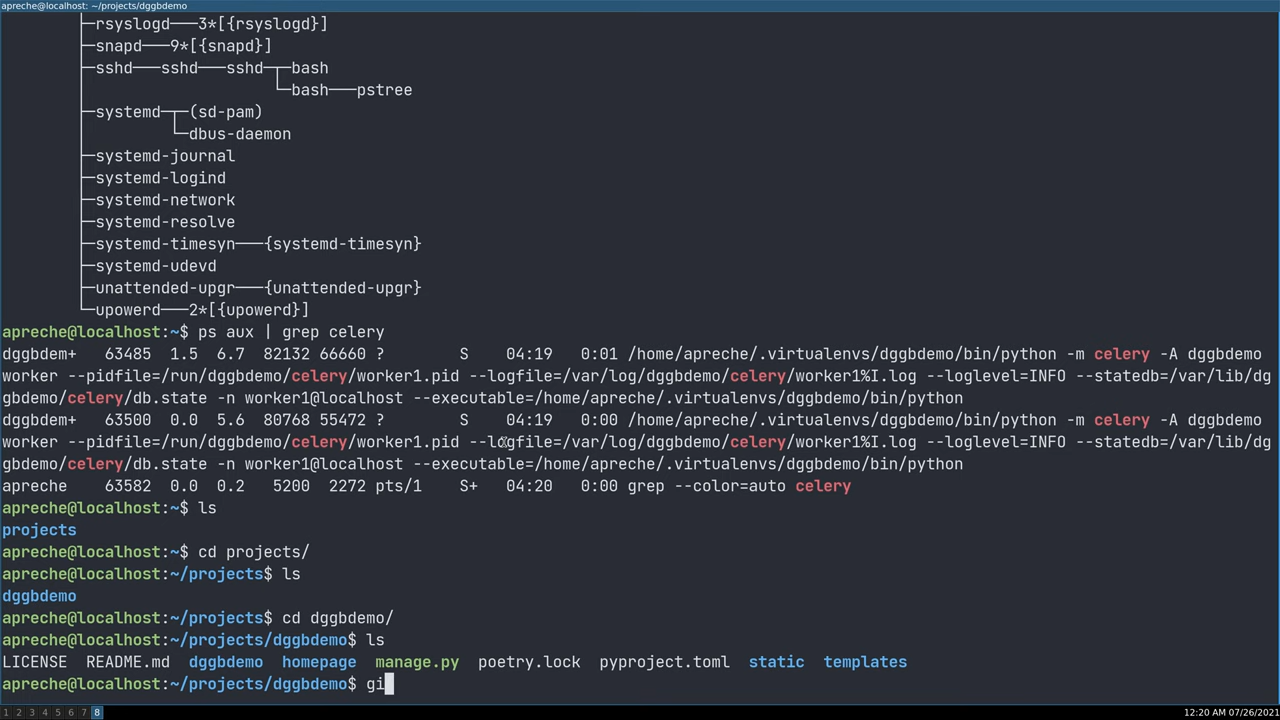 apreche@localhost: ~/projects/dggbdemo
├─rsyslogd───3*[{rsyslogd}]
├─snapd───9*[{snapd}]
├─sshd───sshd───sshd─┬─bash
└─bash───pstree
├─systemd─┬─(sd-pam)
└─dbus-daemon
├─systemd-journal
├─systemd-logind
├─systemd-network
├─systemd-resolve
├─systemd-timesyn───{systemd-timesyn}
├─systemd-udevd
├─unattended-upgr───{unattended-upgr}
└─upowerd───2*[{upowerd}]
apreche@localhost:~$ ps aux | grep celery
dggbdem+ 63485 1.5 6.7 82132 66660 ? S 04:19 0:01 /home/apreche/.virtualenvs/dggbdemo/bin/python -m celery -A dggbdemo
worker --pidfile=/run/dggbdemo/celery/worker1.pid --logfile=/var/log/dggbdemo/celery/worker1%I.log --loglevel=INFO --statedb=/var/lib/dg
gbdemo/celery/db.state -n worker1@localhost --executable=/home/apreche/.virtualenvs/dggbdemo/bin/python
dggbdem+ 63500 0.0 5.6 80768 55472 ? S 04:19 0:00 /home/apreche/.virtualenvs/dggbdemo/bin/python -m celery -A dggbdemo
worker --pidfile=/run/dggbdemo/celery/worker1.pid --logfile=/var/log/dggbdemo/celery/worker1%I.log --loglevel=INFO --statedb=/var/lib/dg
gbdemo/celery/db.state -n worker1@localhost --executable=/home/apreche/.virtualenvs/dggbdemo/bin/python
apreche 63582 0.0 0.2 5200 2272 pts/1 S+ 04:20 0:00 grep --color=auto celery
apreche@localhost:~$ ls
projects
apreche@localhost:~$ cd projects/
apreche@localhost:~/projects$ ls
dggbdemo
apreche@localhost:~/projects$ cd dggbdemo/
apreche@localhost:~/projects/dggbdemo$ ls
LICENSE README.md dggbdemo homepage manage.py poetry.lock pyproject.toml static templates
apreche@localhost:~/projects/dggbdemo$ gi
1 2 3 4 5 6 7 8 12:20 AM 07/26/2021